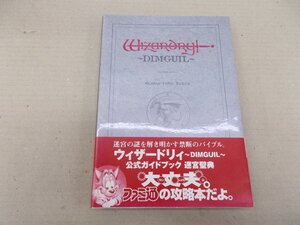 Wizardry
~DIMGUIL~
迷宮の謎を解き明かす禁断のバイブル。
ウィザードリィ~DIMGUIL~
公式ガイドブック 迷宮聖典
大丈夫。
ファミ通の攻略本だよ。